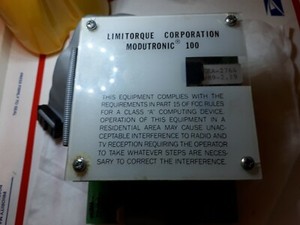 LIMITORQUE CORPORATION
MODUTRONIC® 100
THIS EQUIPMENT COMPLIES WITH THE
REQUIREMENTS IN PART 15 OF FCC RULES
FOR A CLASS 'A' COMPUTING DEVICE.
OPERATION OF THIS EQUIPMENT IN A
RESIDENTIAL AREA MAY CAUSE UNAC-
CEPTABLE INTERFERENCE TO RADIO AND
TV RECEPTION REQUIRING THE OPERATOR
TO TAKE WHATEVER STEPS ARE NECES-
SARY TO CORRECT THE INTERFERENCE.